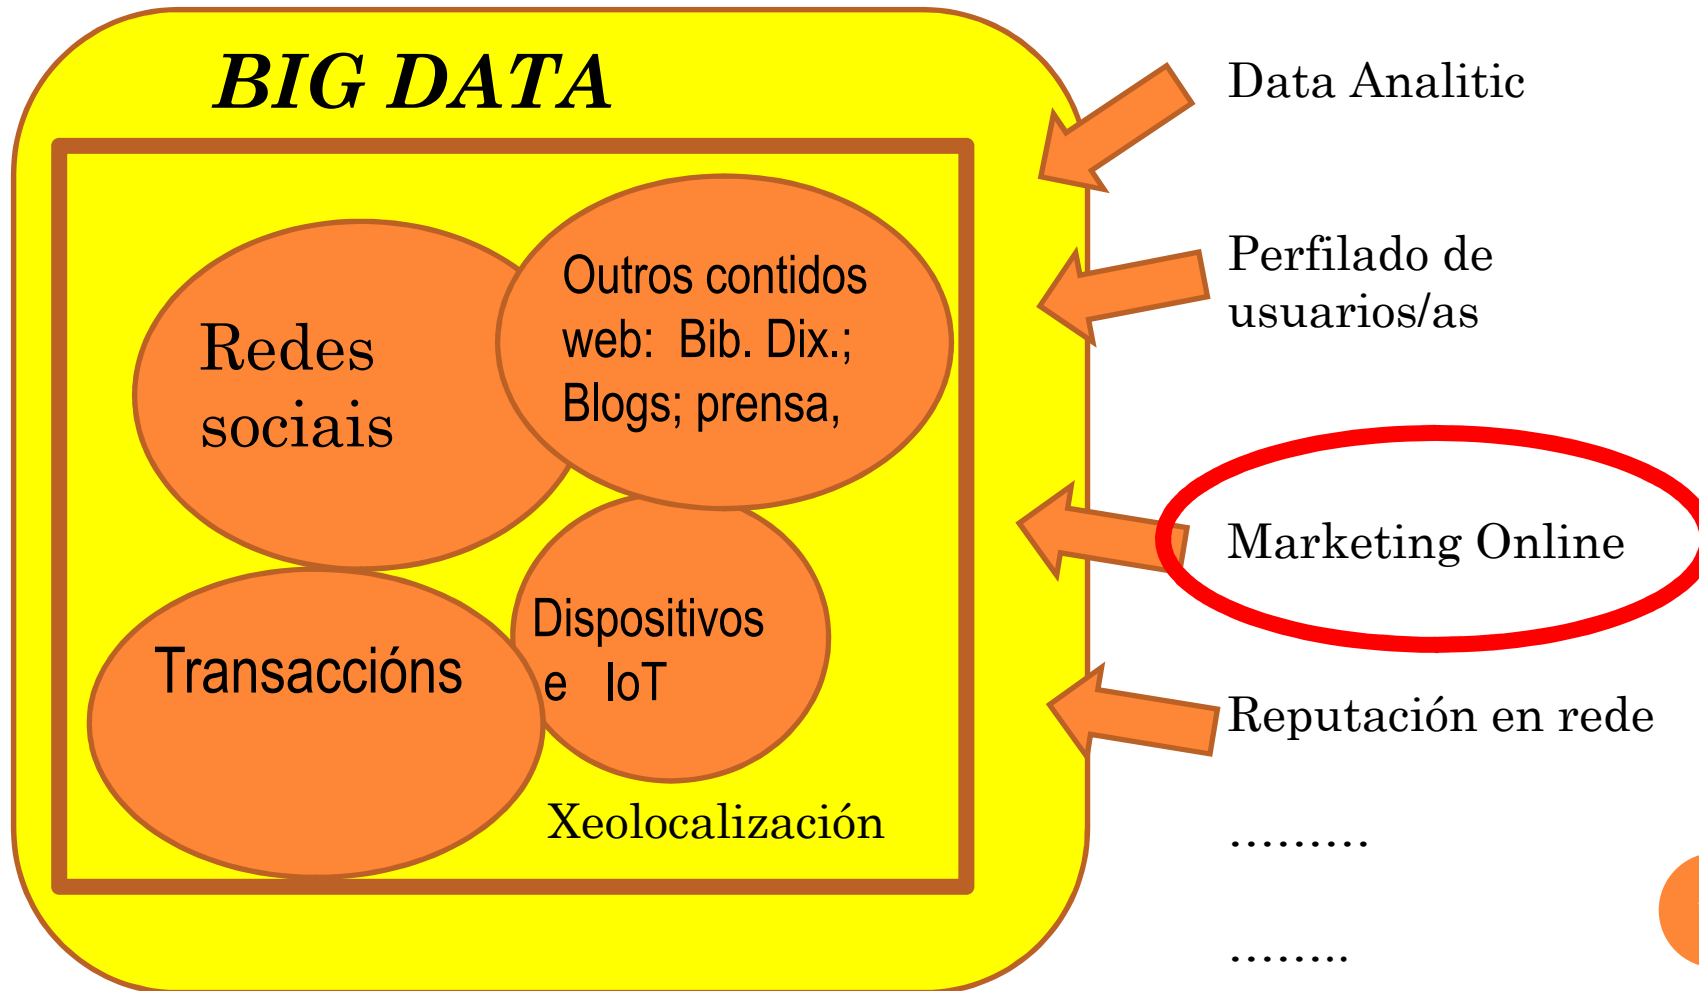 BIG DATA
Redes
sociais
Outros contidos
web: Bib. Dix.;
Blogs; prensa,
Transaccións
Dispositivos
e IoT
Xeolocalización
Data Analitic
Perfilado de
usuarios/as
Marketing Online
Reputación en rede
………
……..